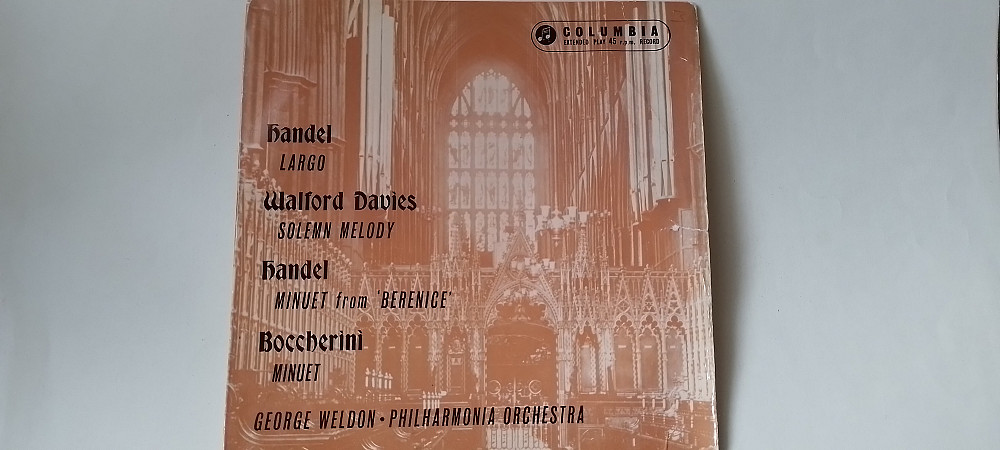 COLUMBIA
EXTENDED PLAY 45 r.p.m. RECORD
Handel
LARGO
Walford Davies
SOLEMN MELODY
Handel
MINUET from 'BERENICE'
Boccherini
MINUET
GEORGE WELDON • PHILHARMONIA ORCHESTRA